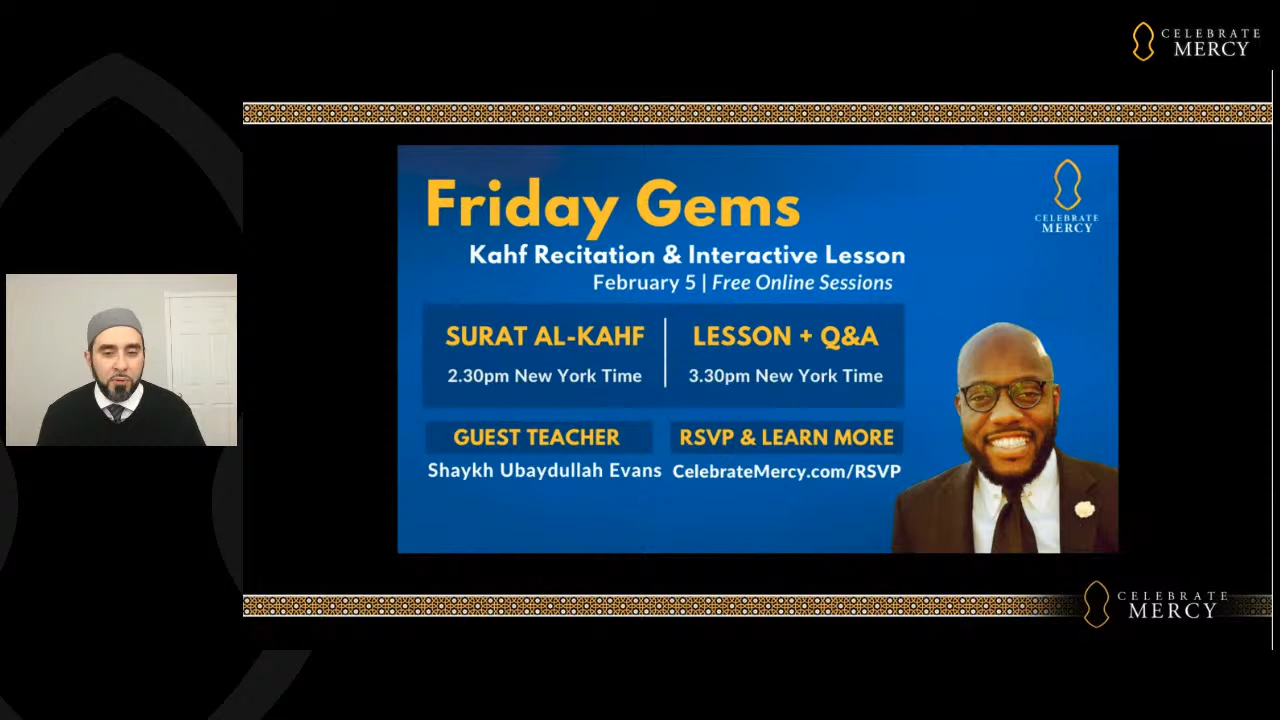 CELEBRATE
MERCY
Friday Gems
CELEBRATE
MERCY
Kahf Recitation & Interactive Lesson
February 5 | Free Online Sessions
SURAT AL-KAHF
2.30pm New York Time
LESSON + Q&A
3.30pm New York Time
GUEST TEACHER
Shaykh Ubaydullah Evans
RSVP & LEARN MORE
CelebrateMercy.com/RSVP
CELEBRATE
MERCY